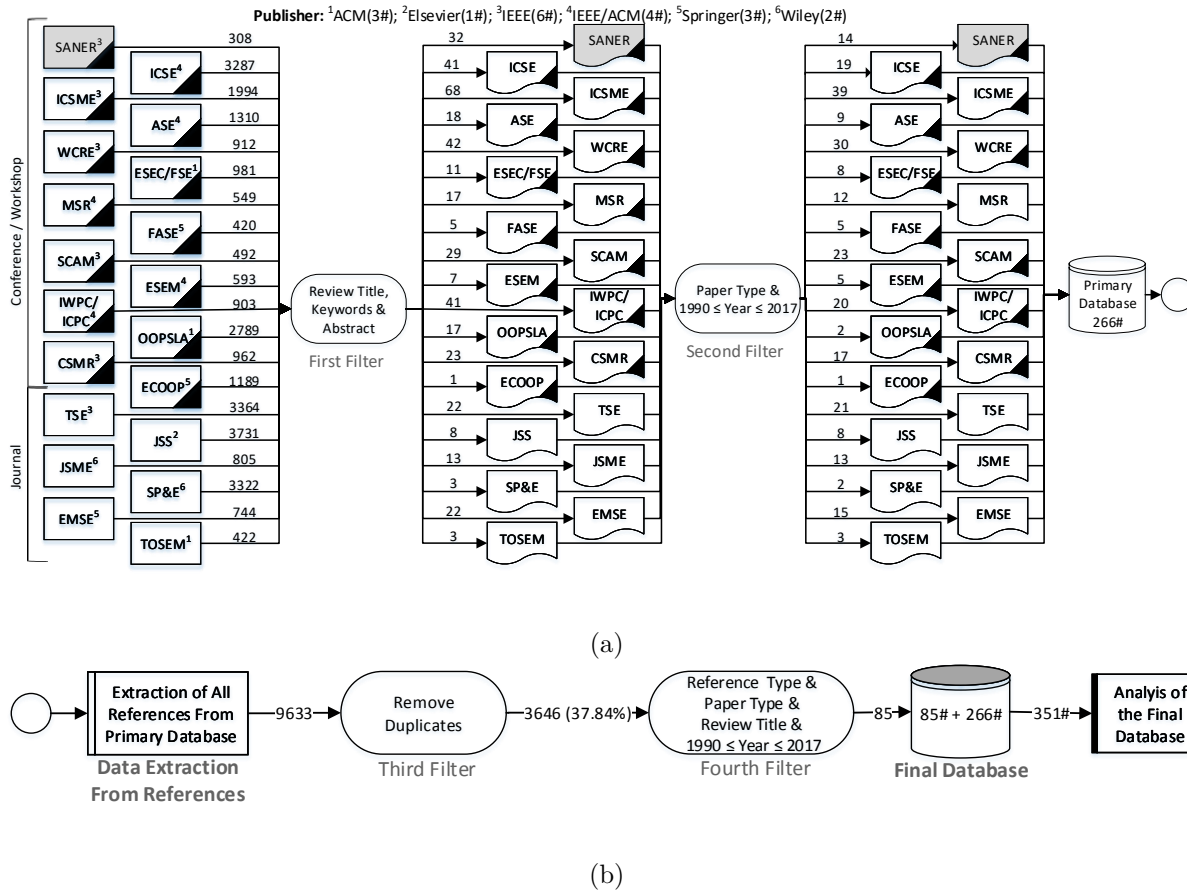 Publisher: ¹ACM(3#); ²Elsevier(1#); ³IEEE(6#); ⁴IEEE/ACM(4#); ⁵Springer(3#); ⁶Wiley(2#)
Conference / Workshop
Journal
SANER³ 308
ICSE⁴ 3287
ICSME³ 1994
ASE⁴ 1310
WCRE³ 912
ESEC/FSE¹ 981
MSR⁴ 549
FASE⁵ 420
SCAM³ 492
ESEM⁴ 593
IWPC/
ICPC⁴ 903
OOPSLA¹ 2789
CSMR³ 962
ECOOP⁵ 1189
TSE³ 3364
JSS² 3731
JSME⁶ 805
SP&E⁶ 3322
EMSE⁵ 744
TOSEM¹ 422
Review Title,
Keywords &
Abstract
First Filter
32 SANER
41 ICSE
68 ICSME
18 ASE
42 WCRE
11 ESEC/FSE
17 MSR
5 FASE
29 SCAM
7 ESEM
41 IWPC/
ICPC
17 OOPSLA
23 CSMR
1 ECOOP
22 TSE
8 JSS
13 JSME
3 SP&E
22 EMSE
3 TOSEM
Paper Type &
1990 ≤ Year ≤ 2017
Second Filter
14 SANER
19 ICSE
39 ICSME
9 ASE
30 WCRE
8 ESEC/FSE
12 MSR
5 FASE
23 SCAM
5 ESEM
20 IWPC/
ICPC
2 OOPSLA
17 CSMR
1 ECOOP
21 TSE
8 JSS
13 JSME
2 SP&E
15 EMSE
3 TOSEM
Primary
Database
266#
(a)
Extraction of All
References From
Primary Database
Data Extraction
From References
9633
Remove
Duplicates
Third Filter
3646 (37.84%)
Reference Type &
Paper Type &
Review Title &
1990 ≤ Year ≤ 2017
Fourth Filter
85
85# + 266#
Final Database
351#
Analyis of
the Final
Database
(b)